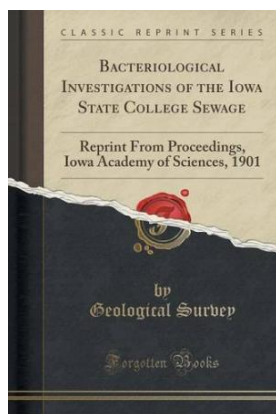 CLASSIC REPRINT SERIES
BACTERIOLOGICAL
INVESTIGATIONS OF THE IOWA
STATE COLLEGE SEWAGE
Reprint From Proceedings,
Iowa Academy of Sciences, 1901
by
Geological Survey
Forgotten Books